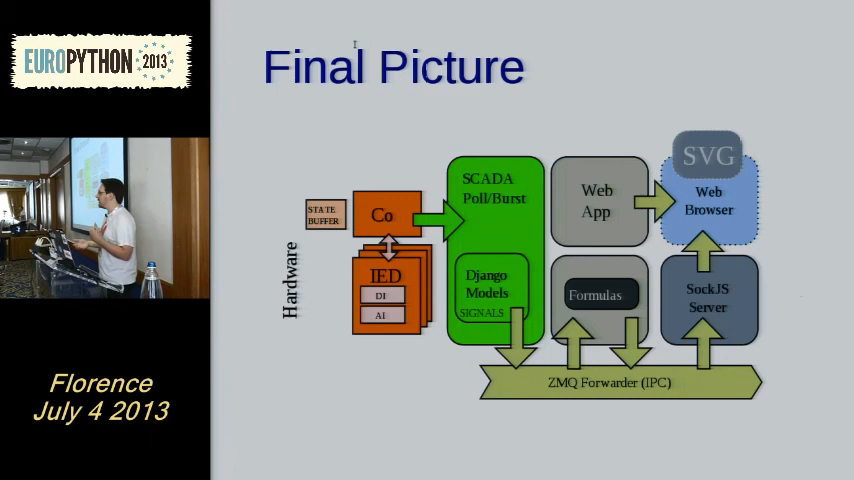 EUROPYTHON 2013
Final Picture
SVG
SCADA
Poll/Burst
Web
App
Web
Browser
STATE
BUFFER
Co
Hardware
IED
DI
AI
Django
Models
SIGNALS
Formulas
SockJS
Server
ZMQ Forwarder (IPC)
Florence
July 4 2013